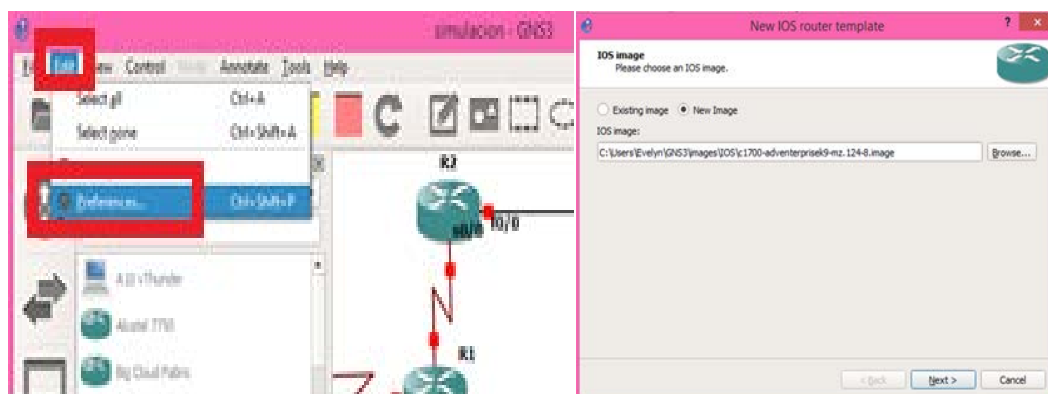 simulacion - GNS3
Edit View Control Annotate Tools Help
Select all Ctrl+A
Select none Ctrl+Shift+A
Preferences... Ctrl+Shift+P
A10 vThunder
Alcatel 7750
Big Cloud Fabric
R2
f0/0
R1
New IOS router template
IOS image
Please choose an IOS image.
Existing image New Image
IOS image:
C:\Users\Evelyn\GNS3\images\IOS\c1700-adventerprisek9-mz.124-8.image Browse...
< Back Next > Cancel